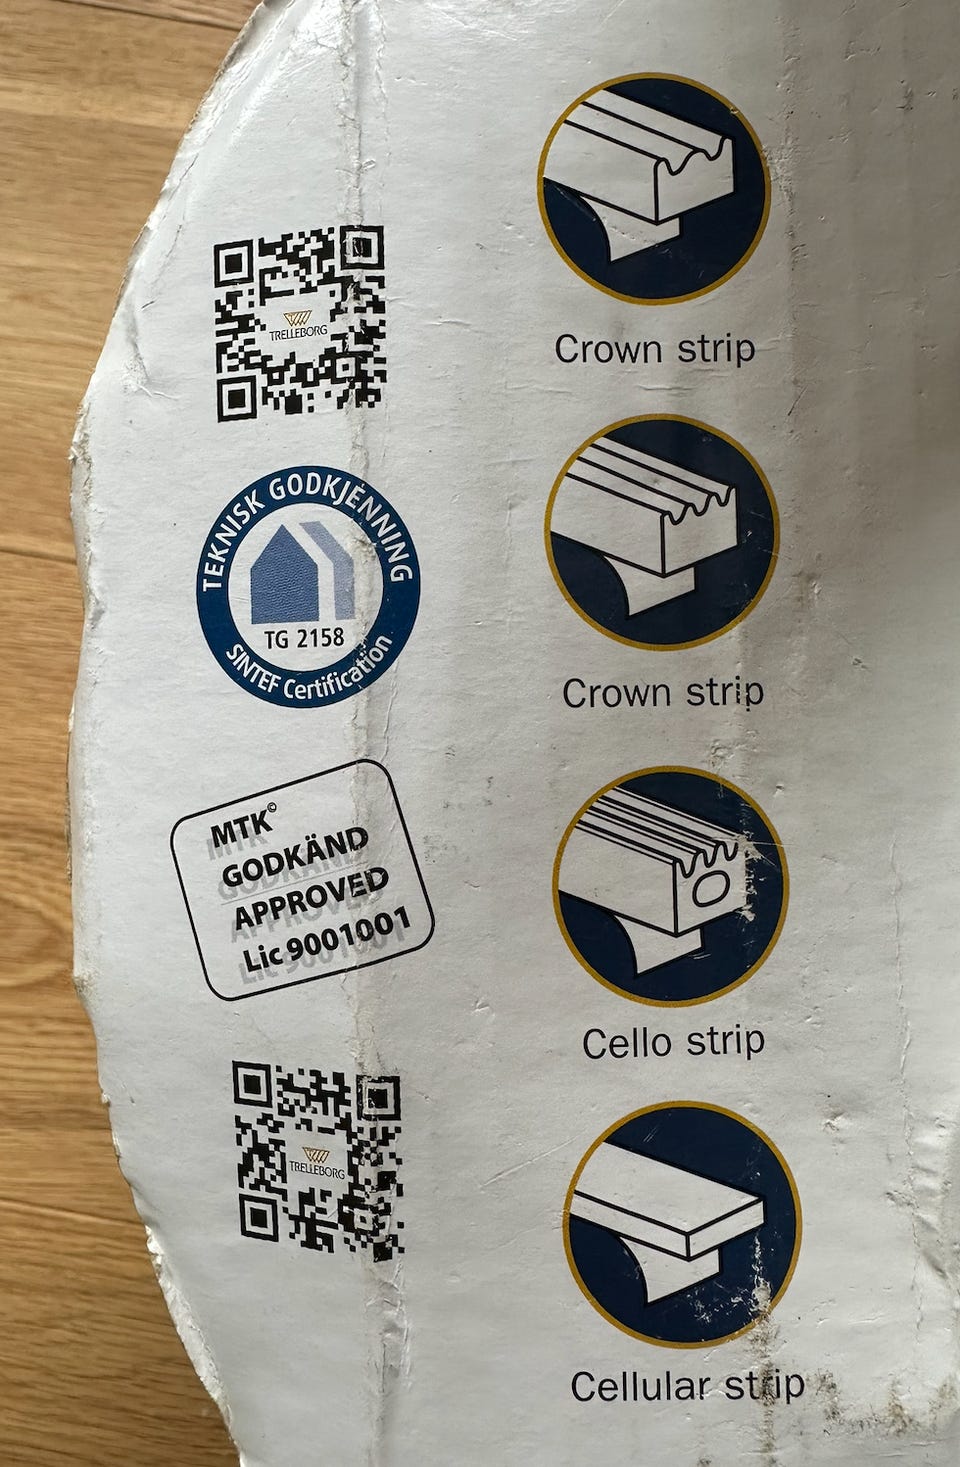 TRELLEBORG
TEKNISK GODKJENNING
TG 2158
SINTEF Certification
MTK©
GODKÄND
APPROVED
Lic 9001001
TRELLEBORG
Crown strip
Crown strip
Cello strip
Cellular strip